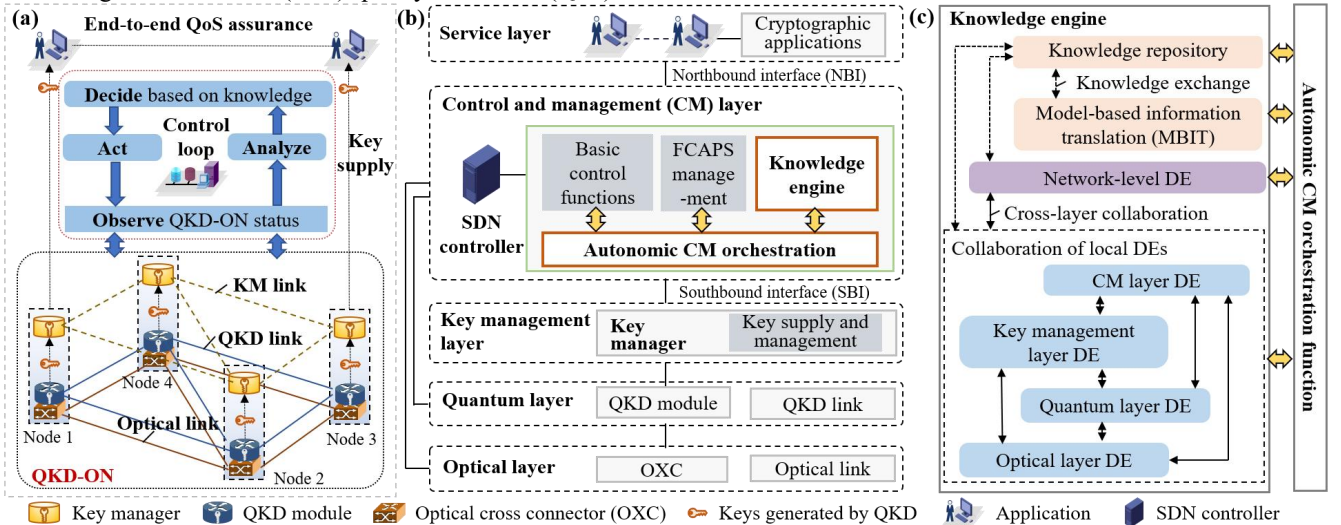 (a)
End-to-end QoS assurance
Decide based on knowledge
Control
loop
Act
Analyze
Key
supply
Observe QKD-ON status
KM link
QKD link
Node 4
Optical link
Node 1
Node 3
Node 2
QKD-ON
(b)
Service layer
Cryptographic
applications
Northbound interface (NBI)
Control and management (CM) layer
SDN
controller
Basic
control
functions
FCAPS
manage
-ment
Knowledge
engine
Autonomic CM orchestration
Southbound interface (SBI)
Key management
layer
Key
manager
Key supply and
management
Quantum layer
QKD module
QKD link
Optical layer
OXC
Optical link
(c)
Knowledge engine
Knowledge repository
Knowledge exchange
Model-based information
translation (MBIT)
Network-level DE
Cross-layer collaboration
Collaboration of local DEs
CM layer DE
Key management
layer DE
Quantum layer DE
Optical layer DE
Autonomic CM orchestration function
Key manager
QKD module
Optical cross connector (OXC)
Keys generated by QKD
Application
SDN controller